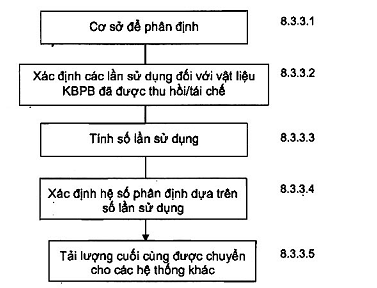 Cơ sở để phân định
8.3.3.1
Xác định các lần sử dụng đối với vật liệu
KBPB đã được thu hồi/tái chế
8.3.3.2
Tính số lần sử dụng
8.3.3.3
Xác định hệ số phân định dựa trên
số lần sử dụng
8.3.3.4
Tải lượng cuối cùng được chuyển
cho các hệ thống khác
8.3.3.5